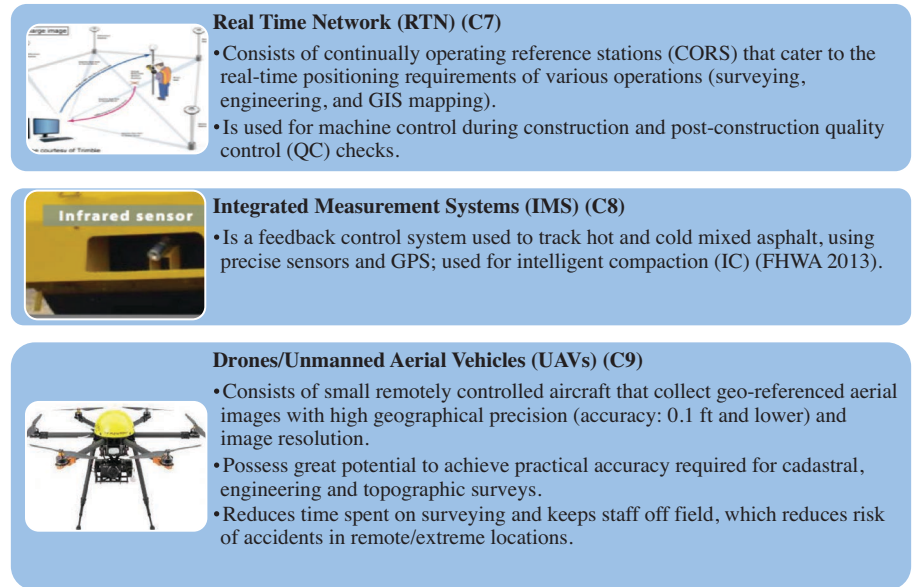 Real Time Network (RTN) (C7)
arge image
•Consists of continually operating reference stations (CORS) that cater to the
real-time positioning requirements of various operations (surveying,
engineering, and GIS mapping).
•Is used for machine control during construction and post-construction quality
control (QC) checks.
courtesy of Trimble
Infrared sensor
Integrated Measurement Systems (IMS) (C8)
•Is a feedback control system used to track hot and cold mixed asphalt, using
precise sensors and GPS; used for intelligent compaction (IC) (FHWA 2013).
Drones/Unmanned Aerial Vehicles (UAVs) (C9)
•Consists of small remotely controlled aircraft that collect geo-referenced aerial
images with high geographical precision (accuracy: 0.1 ft and lower) and
image resolution.
•Possess great potential to achieve practical accuracy required for cadastral,
engineering and topographic surveys.
•Reduces time spent on surveying and keeps staff off field, which reduces risk
of accidents in remote/extreme locations.